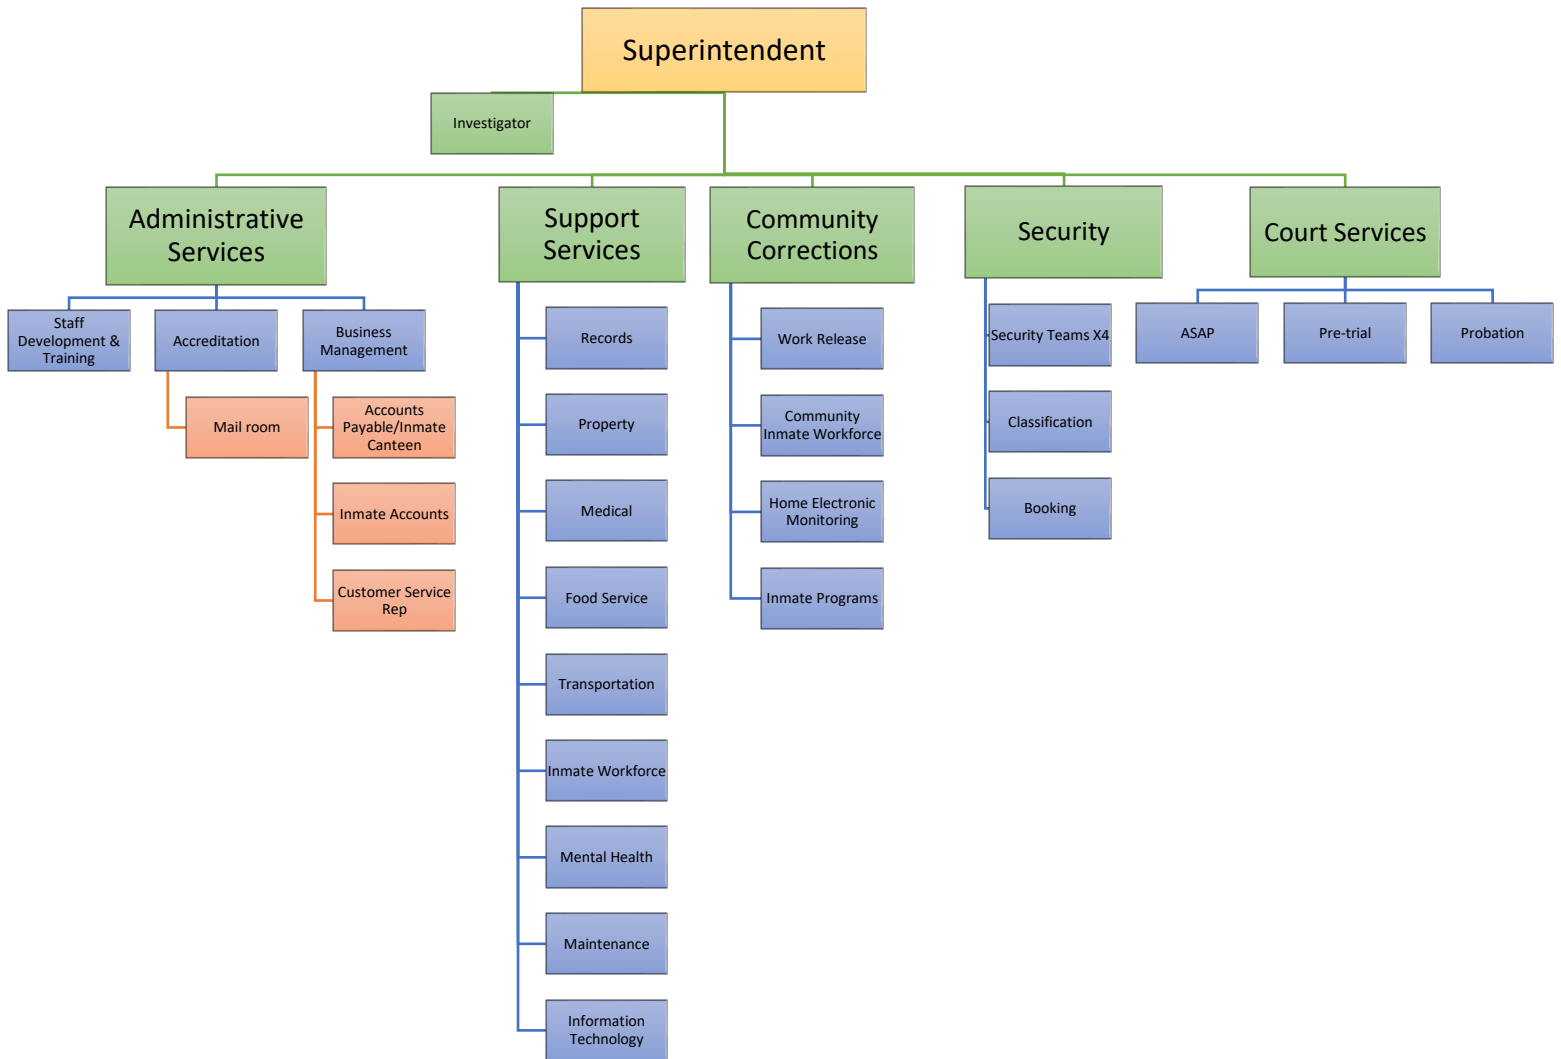 Superintendent
Investigator
Administrative
Services
Support
Services
Community
Corrections
Security
Court Services
Staff
Development &
Training
Accreditation
Business
Management
Mail room
Accounts
Payable/Inmate
Canteen
Inmate Accounts
Customer Service
Rep
Records
Property
Medical
Food Service
Transportation
Inmate Workforce
Mental Health
Maintenance
Information
Technology
Work Release
Community
Inmate Workforce
Home Electronic
Monitoring
Inmate Programs
Security Teams X4
Classification
Booking
ASAP
Pre-trial
Probation